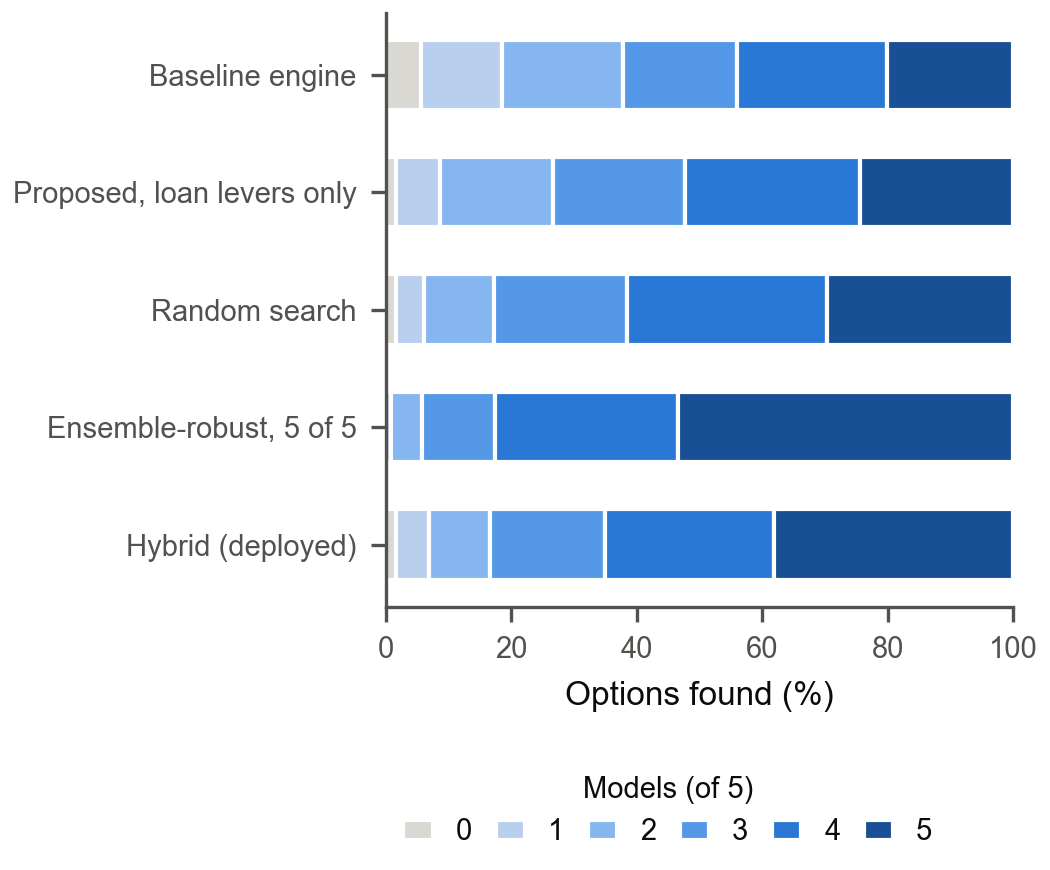 Baseline engine
Proposed, loan levers only
Random search
Ensemble-robust, 5 of 5
Hybrid (deployed)
0 20 40 60 80 100
Options found (%)
Models (of 5)
0 1 2 3 4 5